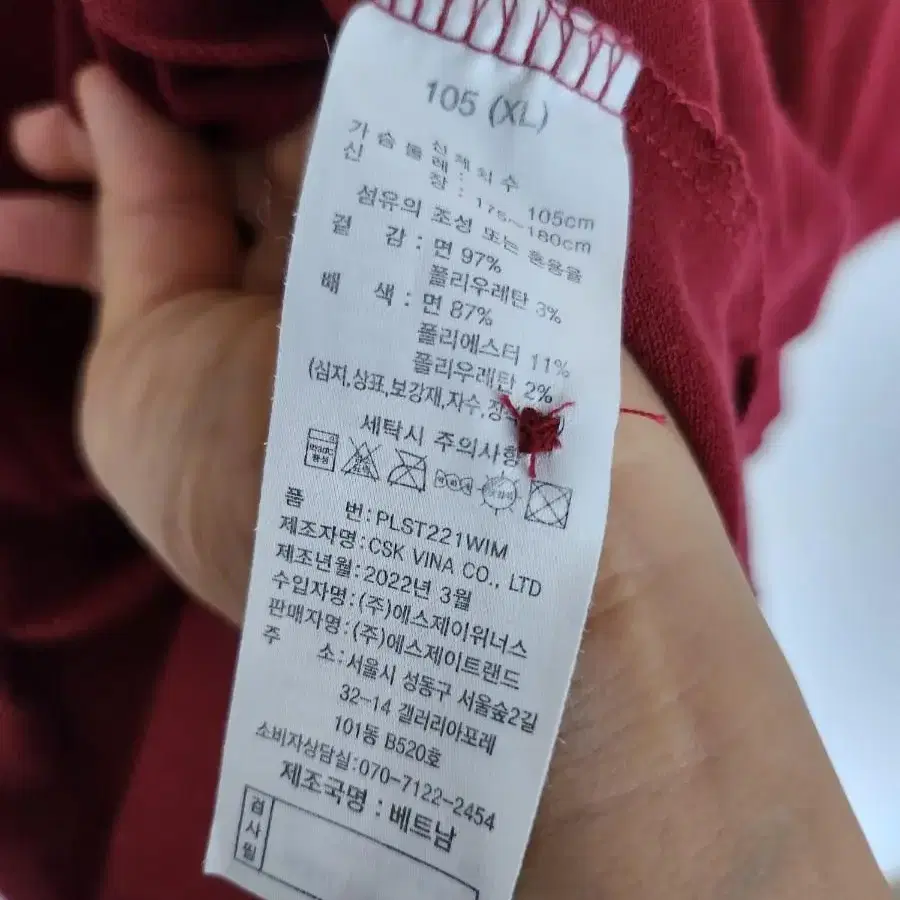 105 (XL)
신체치수
가슴둘레 : 105cm
신 장 : 175~180cm
섬유의 조성 또는 혼용율
겉 감 : 면 97%
폴리우레탄 3%
배 색 : 면 87%
폴리에스터 11%
폴리우레탄 2%
(심지,상표,보강재,자수,장
세탁시 주의사항
품 번:PLST221WIM
제조자명:CSK VINA CO., LTD
제조년월:2022년 3월
수입자명:(주)에스제이위너스
판매자명:(주)에스제이트랜드
주 소:서울시 성동구 서울숲2길
32-14 갤러리아포레
101동 B520호
소비자상담실:070-7122-2454
제조국명 : 베트남
검사필